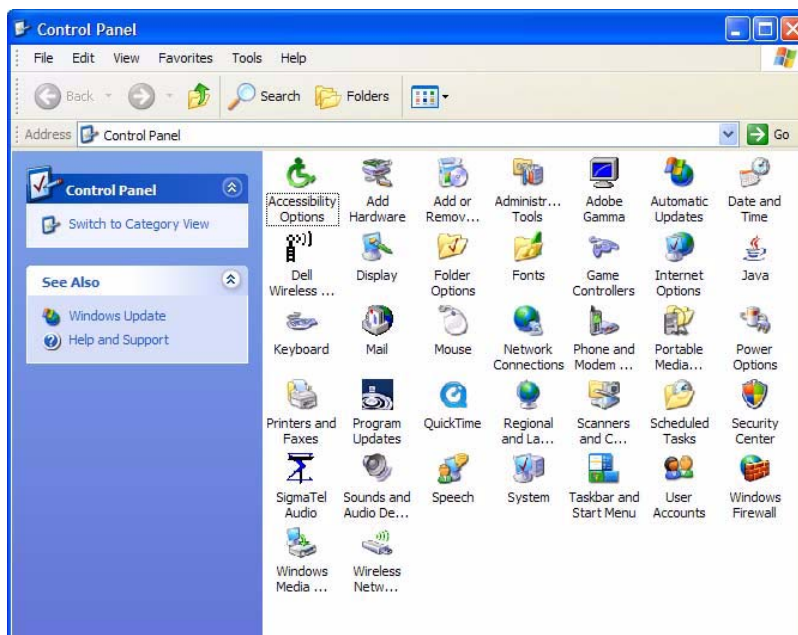 Control Panel
File Edit View Favorites Tools Help
Back Search Folders
Address Control Panel Go
Control Panel
Switch to Category View
See Also
Windows Update
Help and Support
Accessibility Options
Add Hardware
Add or Remov...
Administr... Tools
Adobe Gamma
Automatic Updates
Date and Time
Dell Wireless ...
Display
Folder Options
Fonts
Game Controllers
Internet Options
Java
Keyboard
Mail
Mouse
Network Connections
Phone and Modem ...
Portable Media...
Power Options
Printers and Faxes
Program Updates
QuickTime
Regional and La...
Scanners and C...
Scheduled Tasks
Security Center
SigmaTel Audio
Sounds and Audio De...
Speech
System
Taskbar and Start Menu
User Accounts
Windows Firewall
Windows Media ...
Wireless Netw...